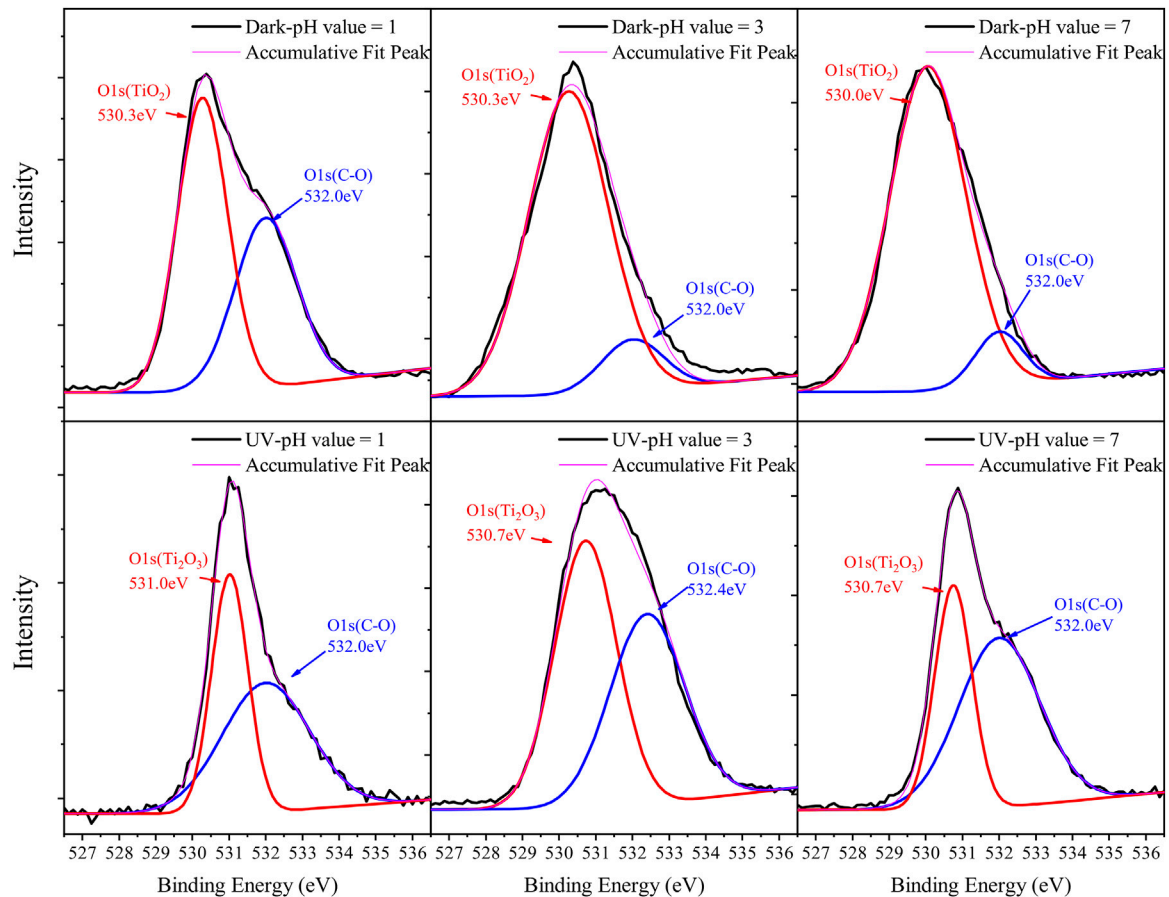 Dark-pH value = 1
Accumulative Fit Peak
O1s(TiO₂)
530.3eV
O1s(C-O)
532.0eV
Dark-pH value = 3
Accumulative Fit Peak
O1s(TiO₂)
530.3eV
O1s(C-O)
532.0eV
Dark-pH value = 7
Accumulative Fit Peak
O1s(TiO₂)
530.0eV
O1s(C-O)
532.0eV
Intensity
UV-pH value = 1
Accumulative Fit Peak
O1s(Ti₂O₃)
531.0eV
O1s(C-O)
532.0eV
UV-pH value = 3
Accumulative Fit Peak
O1s(Ti₂O₃)
530.7eV
O1s(C-O)
532.4eV
UV-pH value = 7
Accumulative Fit Peak
O1s(Ti₂O₃)
530.7eV
O1s(C-O)
532.0eV
Intensity
527 528 529 530 531 532 533 534 535 536
527 528 529 530 531 532 533 534 535 536
527 528 529 530 531 532 533 534 535 536
Binding Energy (eV)
Binding Energy (eV)
Binding Energy (eV)